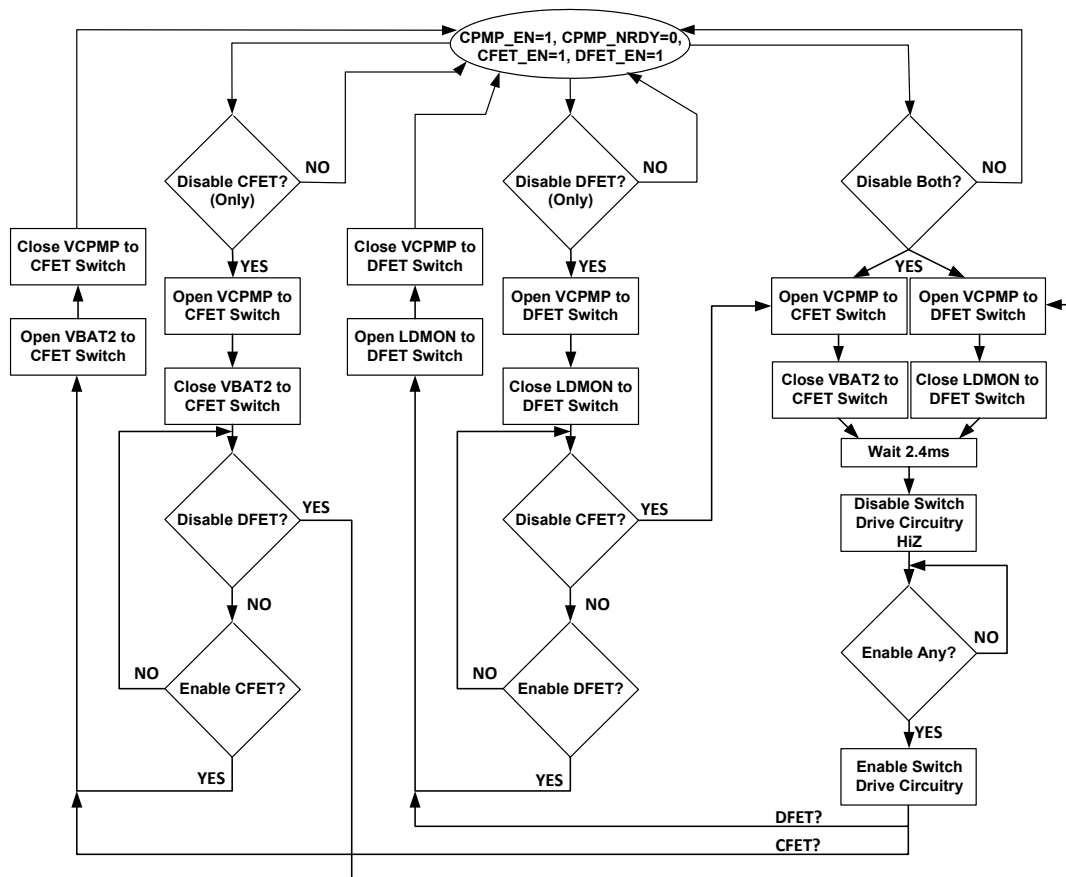 CPMP_EN=1, CPMP_NRDY=0,
CFET_EN=1, DFET_EN=1
Disable CFET?
(Only)
NO
YES
Close VCPMP to
CFET Switch
Open VBAT2 to
CFET Switch
Open VCPMP to
CFET Switch
Close VBAT2 to
CFET Switch
Disable DFET?
YES
NO
Enable CFET?
NO
YES
Disable DFET?
(Only)
NO
YES
Close VCPMP to
DFET Switch
Open LDMON to
DFET Switch
Open VCPMP to
DFET Switch
Close LDMON to
DFET Switch
Disable CFET?
YES
NO
Enable DFET?
NO
YES
Disable Both?
NO
YES
Open VCPMP to
CFET Switch
Open VCPMP to
DFET Switch
Close VBAT2 to
CFET Switch
Close LDMON to
DFET Switch
Wait 2.4ms
Disable Switch
Drive Circuitry
HiZ
Enable Any?
NO
YES
Enable Switch
Drive Circuitry
DFET?
CFET?